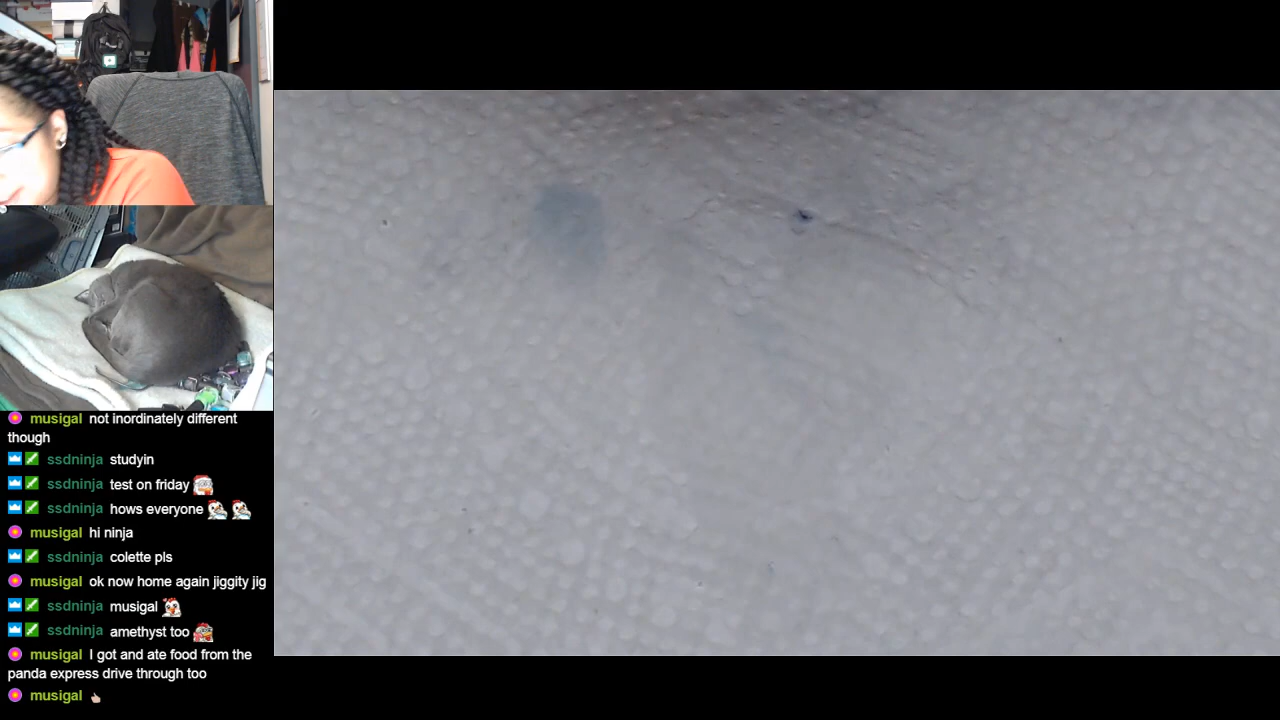 musigal not inordinately different
though
ssdninja studyin
ssdninja test on friday
ssdninja hows everyone
musigal hi ninja
ssdninja colette pls
musigal ok now home again jiggity jig
ssdninja musigal
ssdninja amethyst too
musigal I got and ate food from the
panda express drive through too
musigal